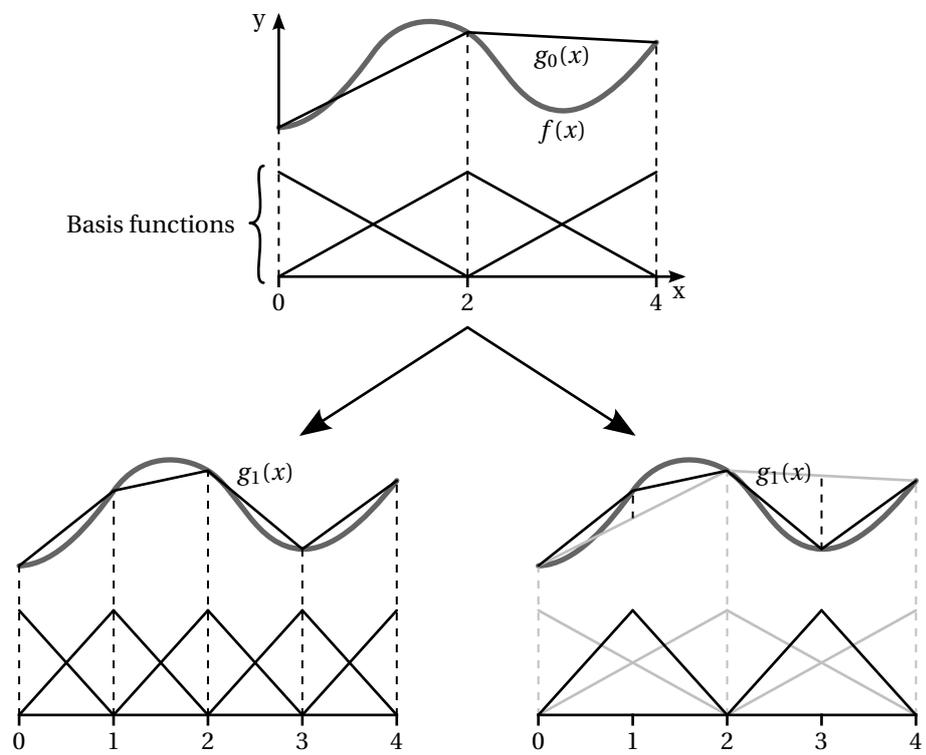 y
g₀(x)
f(x)
Basis functions
0 2 4 x
g₁(x) g₁(x)
0 1 2 3 4 0 1 2 3 4